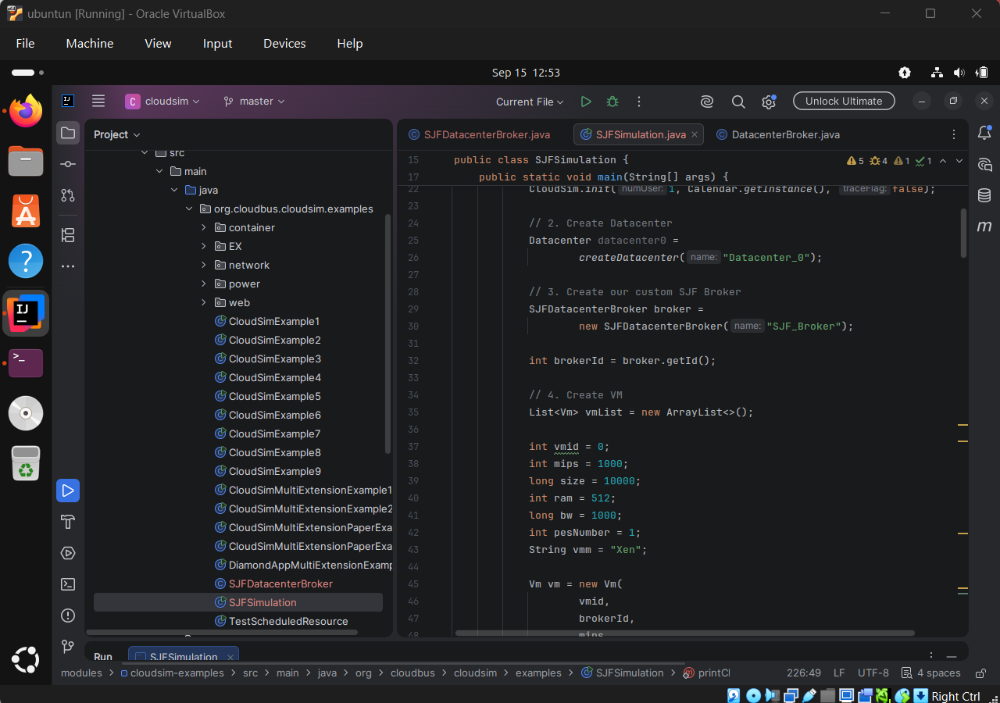 ubuntun [Running] - Oracle VirtualBox
File Machine View Input Devices Help
Sep 15 12:53
C cloudsim master Current File Unlock Ultimate
Project
src
main
java
org.cloudbus.cloudsim.examples
container
EX
network
power
web
CloudSimExample1
CloudSimExample2
CloudSimExample3
CloudSimExample4
CloudSimExample5
CloudSimExample6
CloudSimExample7
CloudSimExample8
CloudSimExample9
CloudSimMultiExtensionExample1
CloudSimMultiExtensionExample2
CloudSimMultiExtensionPaperExa
CloudSimMultiExtensionPaperExa
DiamondAppMultiExtensionExamp
SJFDatacenterBroker
SJFSimulation
TestScheduledResource
SJFDatacenterBroker.java SJFSimulation.java DatacenterBroker.java
15 public class SJFSimulation { 5 4 1 1
17 public static void main(String[] args) {
22 CloudSim.init( numUser: 1, Calendar.getInstance(), traceFlag: false);
23
24 // 2. Create Datacenter
25 Datacenter datacenter0 =
26 createDatacenter( name: "Datacenter_0");
27
28 // 3. Create our custom SJF Broker
29 SJFDatacenterBroker broker =
30 new SJFDatacenterBroker( name: "SJF_Broker");
31
32 int brokerId = broker.getId();
33
34 // 4. Create VM
35 List<Vm> vmList = new ArrayList<>();
36
37 int vmid = 0;
38 int mips = 1000;
39 long size = 10000;
40 int ram = 512;
41 long bw = 1000;
42 int pesNumber = 1;
43 String vmm = "Xen";
44
45 Vm vm = new Vm(
46 vmid,
47 brokerId,
48 mips
Run SJFSimulation
modules cloudsim-examples src main java org cloudbus cloudsim examples SJFSimulation printCl 226:49 LF UTF-8 4 spaces
Right Ctrl